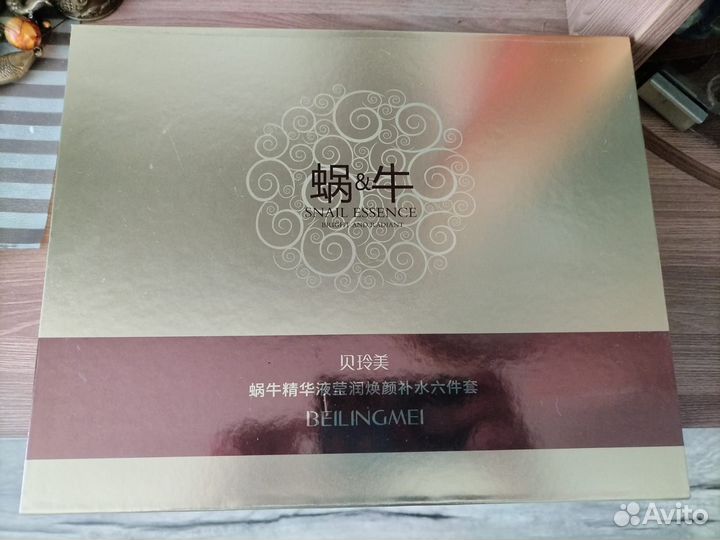 蜗&牛
SNAIL ESSENCE
BRIGHT AND RADIANT
贝玲美
蜗牛精华液莹润焕颜补水六件套
BEILINGMEI
Avito